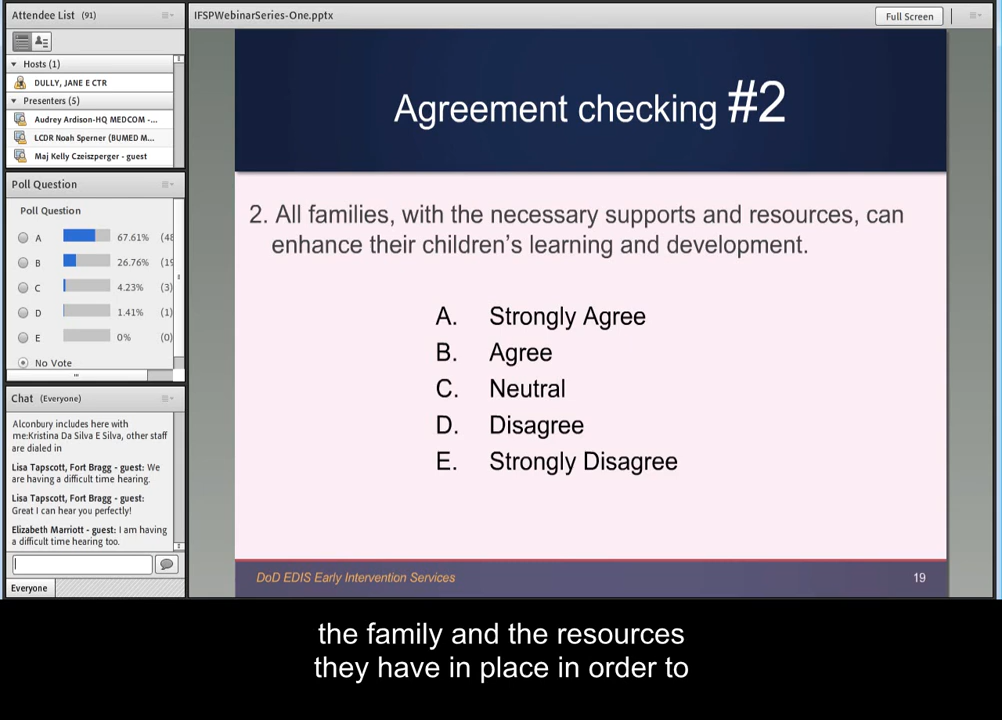 Attendee List (91)
Hosts (1)
DULLY, JANE E CTR
Presenters (5)
Audrey Ardison-HQ MEDCOM -...
LCDR Noah Sperner (BUMED M...
Maj Kelly Czeiszperger - guest
Poll Question
Poll Question
A 67.61% (48
B 26.76% (19
C 4.23% (3)
D 1.41% (1)
E 0% (0)
No Vote
Chat (Everyone)
Alconbury includes here with
me:Kristina Da Silva E Silva, other staff
are dialed in
Lisa Tapscott, Fort Bragg - guest: We
are having a difficult time hearing.
Lisa Tapscott, Fort Bragg - guest:
Great I can hear you perfectly!
Elizabeth Marriott - guest: I am having
a difficult time hearing too.
Everyone
IFSPWebinarSeries-One.pptx
Full Screen
Agreement checking #2
2. All families, with the necessary supports and resources, can
enhance their children's learning and development.
A. Strongly Agree
B. Agree
C. Neutral
D. Disagree
E. Strongly Disagree
DoD EDIS Early Intervention Services
19
the family and the resources
they have in place in order to